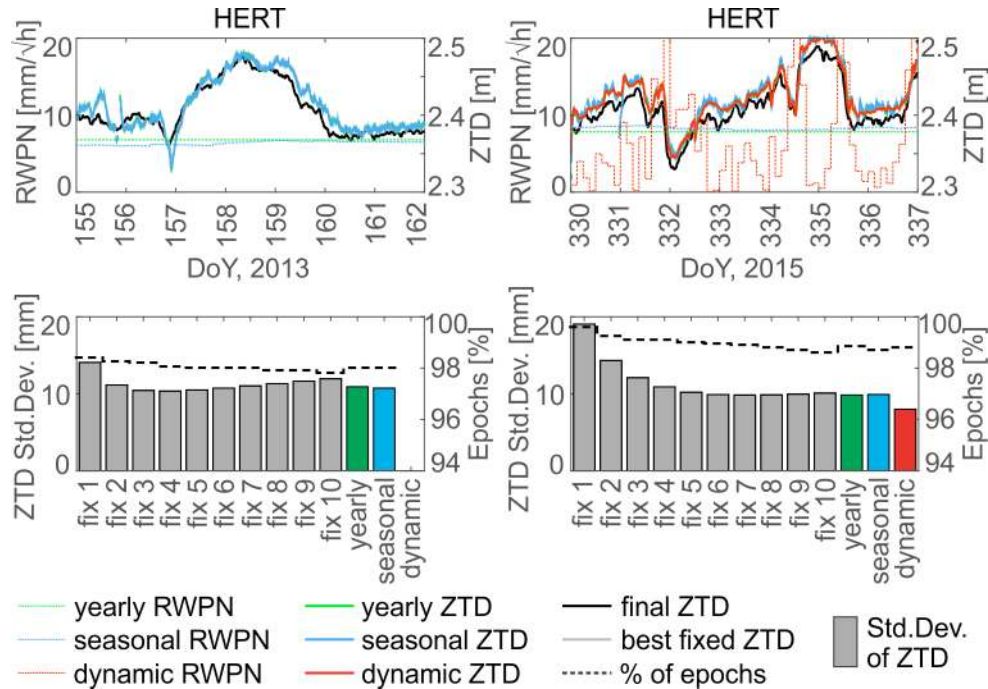 HERT
HERT
RWPN [mm/√h]
20
10
0
2.5
2.4
2.3
ZTD [m]
155 156 157 158 159 160 161 162
DoY, 2013
RWPN [mm/√h]
20
10
0
2.5
2.4
2.3
ZTD [m]
330 331 332 333 334 335 336 337
DoY, 2015
ZTD Std.Dev. [mm]
20
10
0
100
98
96
94
Epochs [%]
fix 1
fix 2
fix 3
fix 4
fix 5
fix 6
fix 7
fix 8
fix 9
fix 10
yearly
seasonal
dynamic
ZTD Std.Dev. [mm]
20
10
0
100
98
96
94
Epochs [%]
fix 1
fix 2
fix 3
fix 4
fix 5
fix 6
fix 7
fix 8
fix 9
fix 10
yearly
seasonal
dynamic
yearly RWPN
seasonal RWPN
dynamic RWPN
yearly ZTD
seasonal ZTD
dynamic ZTD
final ZTD
best fixed ZTD
% of epochs
Std.Dev.
of ZTD